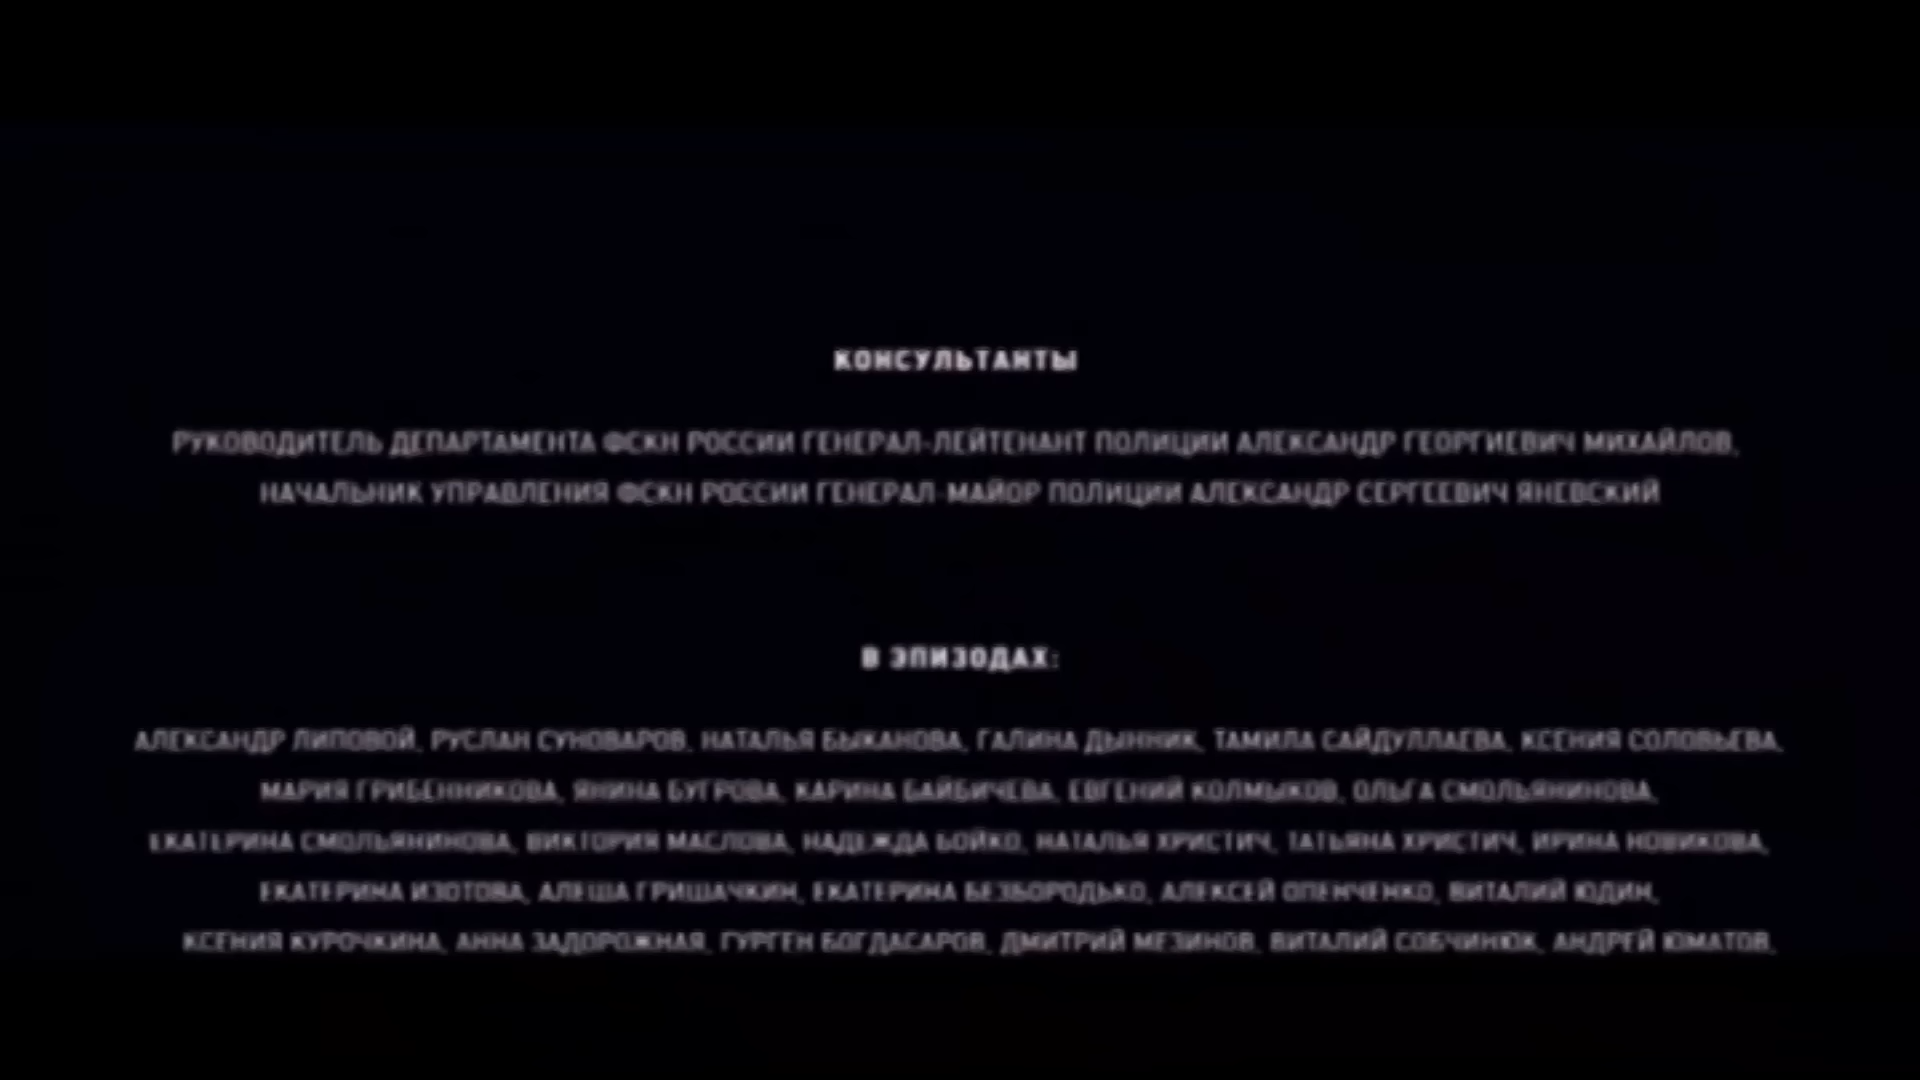 КОНСУЛЬТАНТЫ
РУКОВОДИТЕЛЬ ДЕПАРТАМЕНТА ФСКН РОССИИ ГЕНЕРАЛ-ЛЕЙТЕНАНТ ПОЛИЦИИ АЛЕКСАНДР ГЕОРГИЕВИЧ МИХАЙЛОВ,
НАЧАЛЬНИК УПРАВЛЕНИЯ ФСКН РОССИИ ГЕНЕРАЛ-МАЙОР ПОЛИЦИИ АЛЕКСАНДР СЕРГЕЕВИЧ ЯНЕВСКИЙ
В ЭПИЗОДАХ:
АЛЕКСАНДР ЛИПОВОЙ, РУСЛАН СУНОВАРОВ, НАТАЛЬЯ БЫКАНОВА, ГАЛИНА ДЫННИК, ТАМИЛА САЙДУЛЛАЕВА, КСЕНИЯ СОЛОВЬЕВА,
МАРИЯ ГРИБЕННИКОВА, ЯНИНА БУГРОВА, КАРИНА БАЙБИЧЕВА, ЕВГЕНИЙ КОЛМЫКОВ, ОЛЬГА СМОЛЬЯНИНОВА,
ЕКАТЕРИНА СМОЛЬЯНИНОВА, ВИКТОРИЯ МАСЛОВА, НАДЕЖДА БОЙКО, НАТАЛЬЯ ХРИСТИЧ, ТАТЬЯНА ХРИСТИЧ, ИРИНА НОВИКОВА,
ЕКАТЕРИНА ИЗОТОВА, АЛЕША ГРИШАЧКИН, ЕКАТЕРИНА БЕЗБОРОДЬКО, АЛЕКСЕЙ ОПЕНЧЕНКО, ВИТАЛИЙ ЮДИН,
КСЕНИЯ КУРОЧКИНА, АННА ЗАДОРОЖНАЯ, ГУРГЕН БОГДАСАРОВ, ДМИТРИЙ МЕЗИНОВ, ВИТАЛИЙ СОБЧИНЮК, АНДРЕЙ ЮМАТОВ,